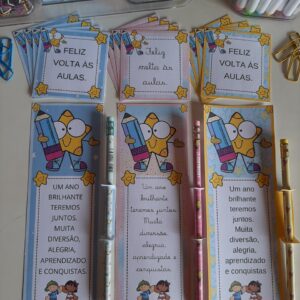 FELIZ
VOLTA ÀS
AULAS.
Feliz
volta às
aulas.
FELIZ
VOLTA ÀS
AULAS.
UM ANO
BRILHANTE
TEREMOS
JUNTOS.
MUITA
DIVERSÃO,
ALEGRIA,
APRENDIZADO
E CONQUISTAS.
Um ano
brilhante
teremos juntos.
Muita
diversão,
alegria,
aprendizado e
conquistas.
Um ano
brilhante
teremos juntos.
Muita
diversão,
alegria,
aprendizado
e conquistas.